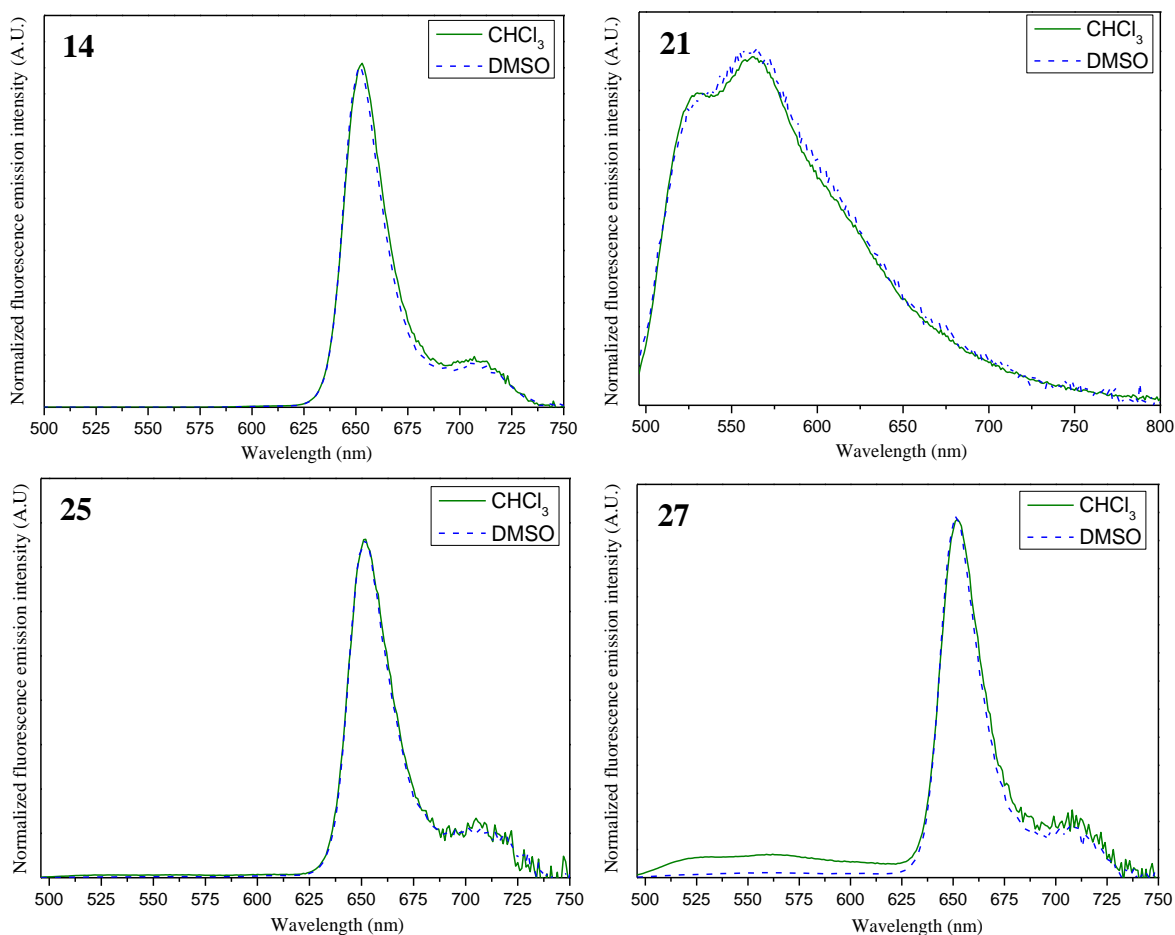 14
CHCl3
DMSO
Normalized fluorescence emission intensity (A.U.)
500 525 550 575 600 625 650 675 700 725 750
Wavelength (nm)
21
CHCl3
DMSO
Normalized fluorescence emission intensity (A.U.)
500 550 600 650 700 750 800
Wavelength (nm)
25
CHCl3
DMSO
Normalized fluorescence emission intensity (A.U)
500 525 550 575 600 625 650 675 700 725 750
Wavelength (nm)
27
CHCl3
DMSO
Normalized fluorescence emission intensity (A.U.)
500 525 550 575 600 625 650 675 700 725 750
Wavelength (nm)